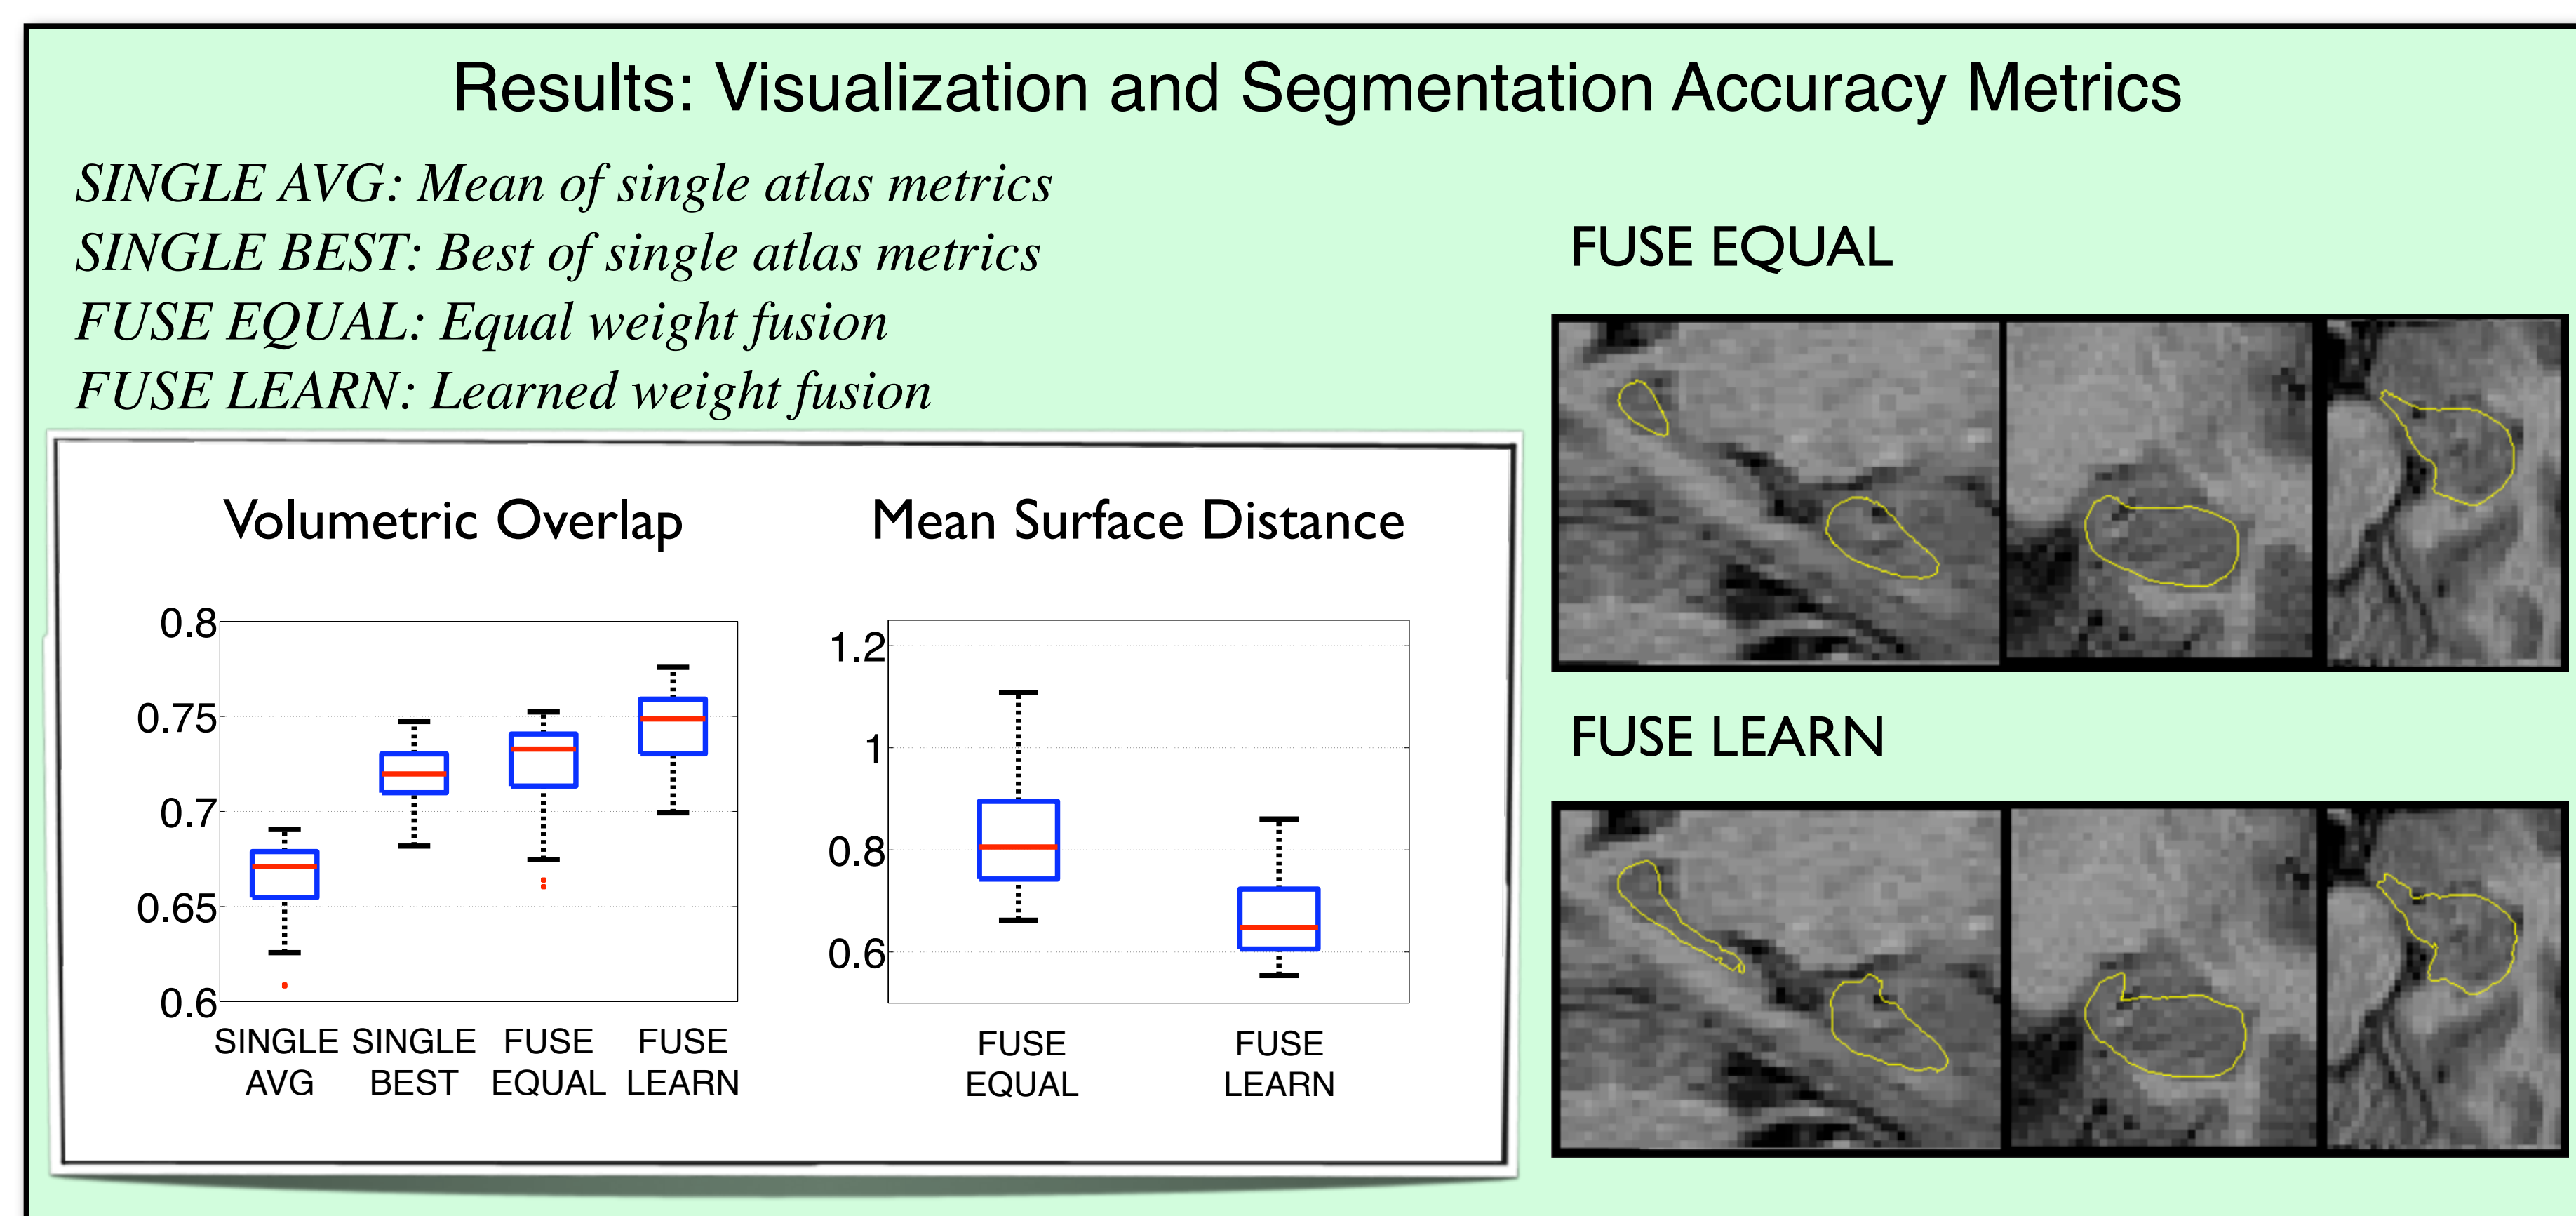 Results: Visualization and Segmentation Accuracy Metrics
SINGLE AVG: Mean of single atlas metrics
SINGLE BEST: Best of single atlas metrics
FUSE EQUAL: Equal weight fusion
FUSE LEARN: Learned weight fusion
Volumetric Overlap
0.8
0.75
0.7
0.65
0.6
SINGLE SINGLE FUSE FUSE
AVG BEST EQUAL LEARN
Mean Surface Distance
1.2
1
0.8
0.6
FUSE FUSE
EQUAL LEARN
FUSE EQUAL
FUSE LEARN